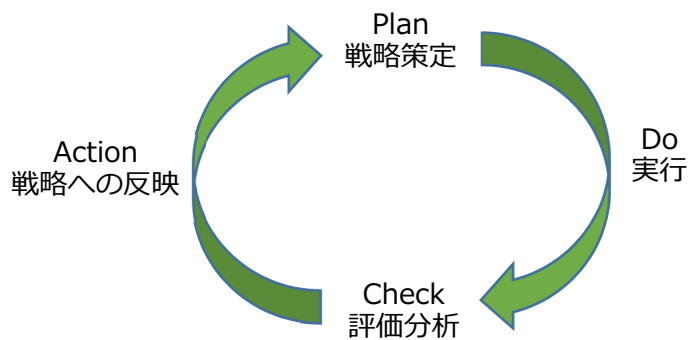 Plan
戦略策定
Do
実行
Check
評価分析
Action
戦略への反映